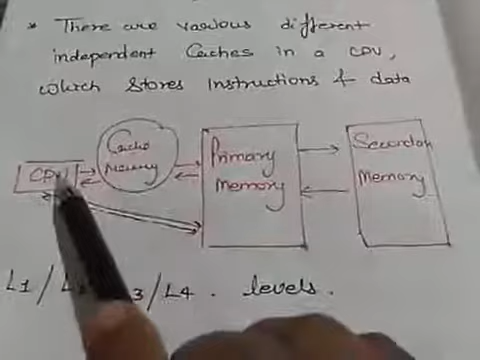 * There are various different
independent Caches in a CPU,
which stores instructions & data
Cache
Memory
Primary
Memory
Secondary
Memory
CPU
L1 / L 3 / L4 . levels.